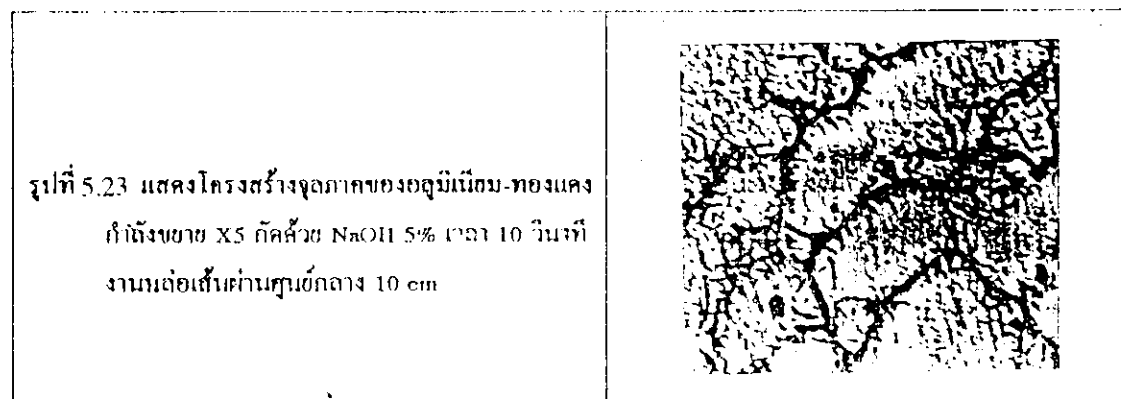 รูปที่ 5.23 แสดงโครงสร้างจุลภาคของอลูมิเนียม-ทองแดง
กำลังขยาย X5 กัดด้วย NaOH 5% เวลา 10 วินาที
งานหล่อเส้นผ่านศูนย์กลาง 10 cm